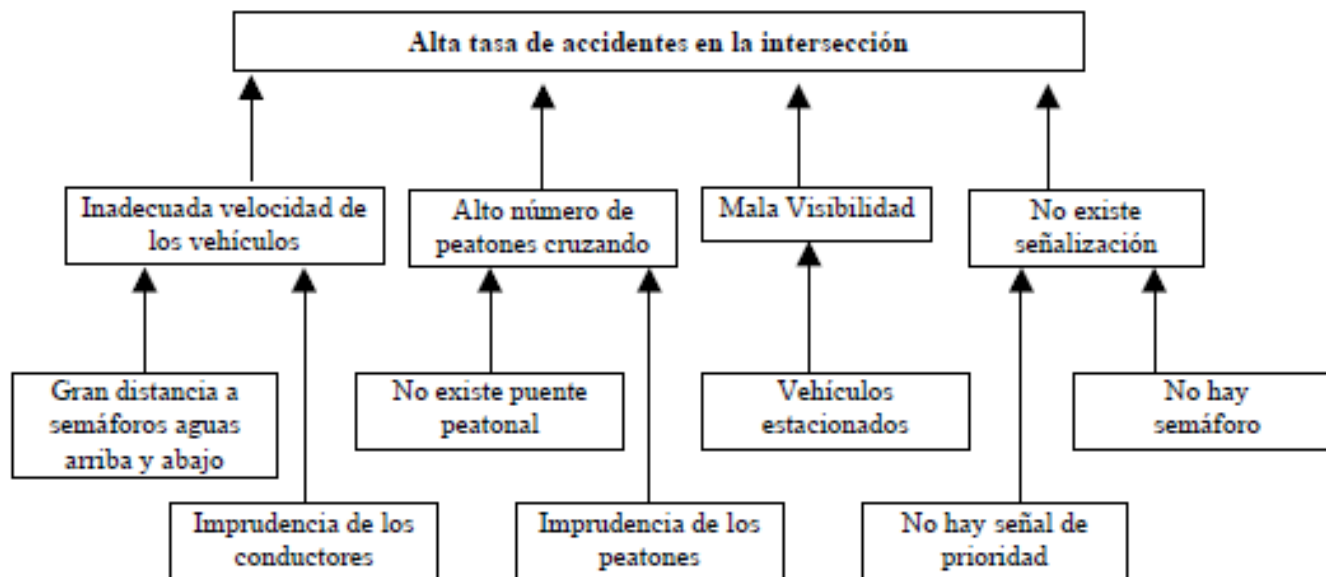 Alta tasa de accidentes en la intersección
Inadecuada velocidad de
los vehículos
Alto número de
peatones cruzando
Mala Visibilidad
No existe
señalización
Gran distancia a
semáforos aguas
arriba y abajo
No existe puente
peatonal
Vehículos
estacionados
No hay
semáforo
Imprudencia de los
conductores
Imprudencia de los
peatones
No hay señal de
prioridad